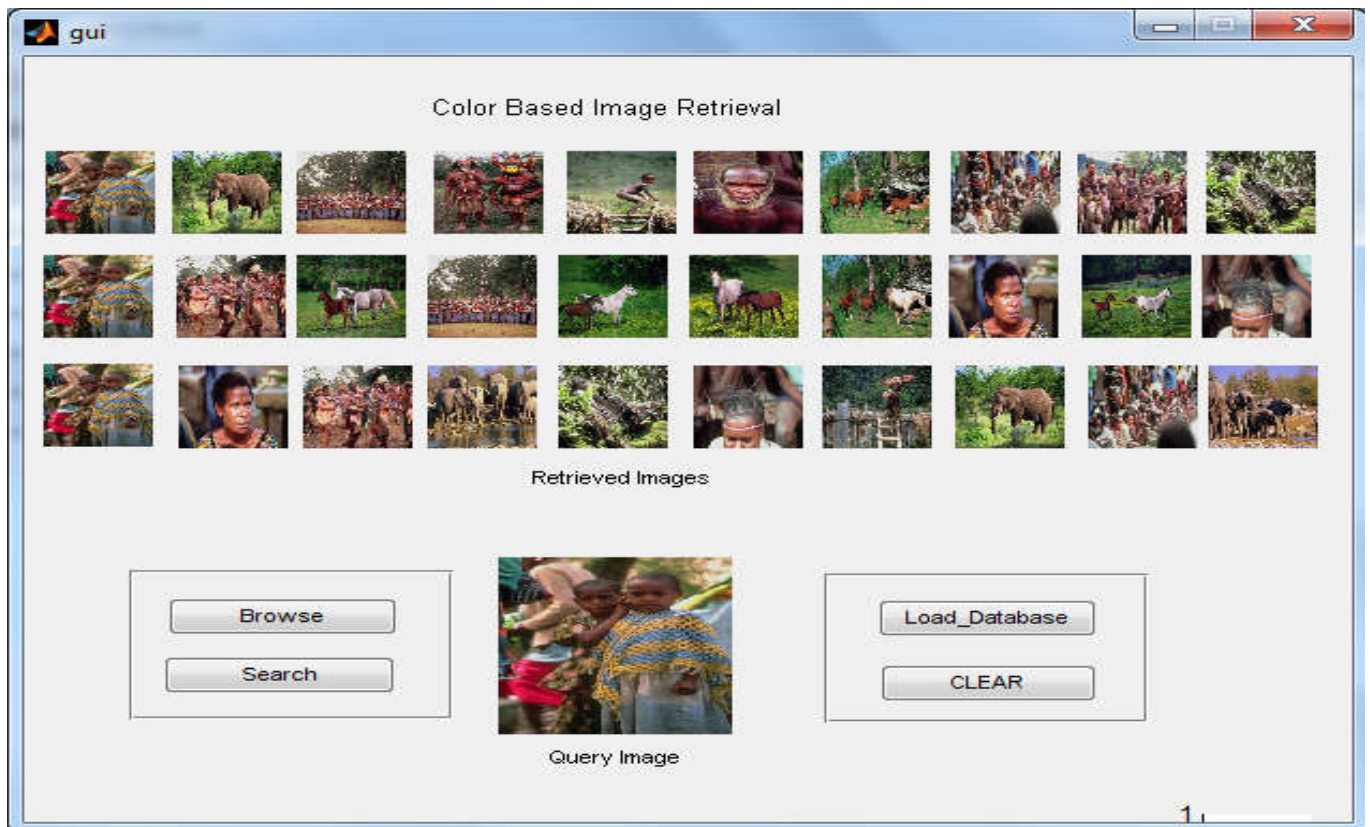 gui
Color Based Image Retrieval
Retrieved Images
Browse
Search
Load_Database
CLEAR
Query Image
1